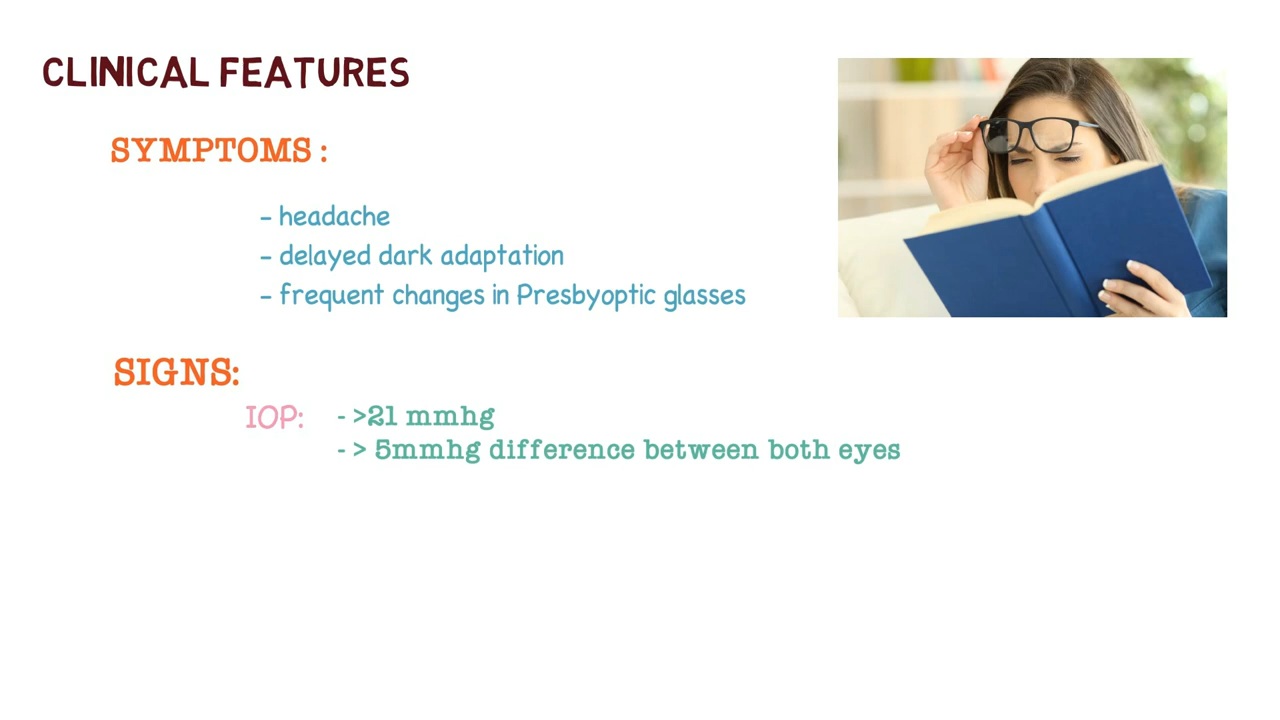 CLINICAL FEATURES
SYMPTOMS :
- headache
- delayed dark adaptation
- frequent changes in Presbyoptic glasses
SIGNS:
IOP: - >21 mmhg
- > 5mmhg difference between both eyes